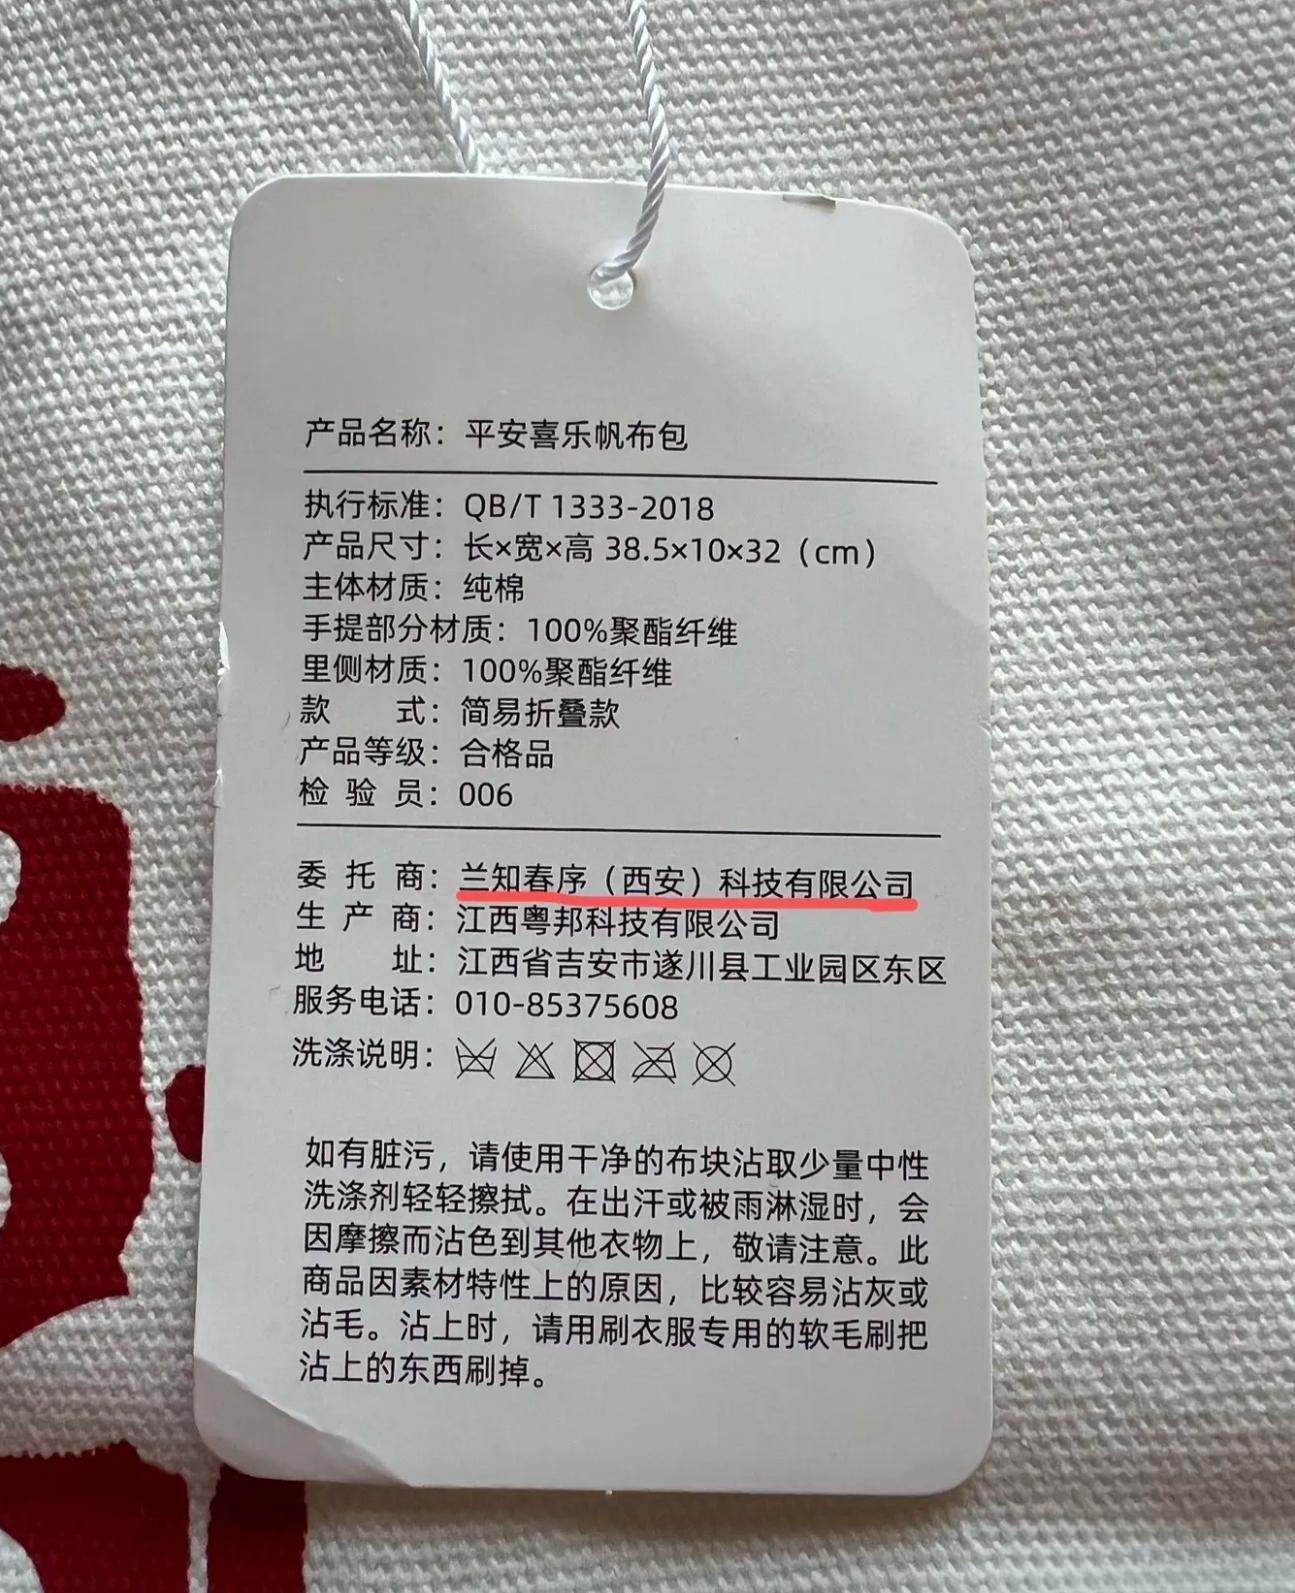 产品名称：平安喜乐帆布包
执行标准：QB/T 1333-2018
产品尺寸：长×宽×高 38.5×10×32（cm）
主体材质：纯棉
手提部分材质：100%聚酯纤维
里侧材质：100%聚酯纤维
款式：简易折叠款
产品等级：合格品
检验员：006
委托商：兰知春序（西安）科技有限公司
生产商：江西粤邦科技有限公司
地址：江西省吉安市遂川县工业园区东区
服务电话：010-85375608
洗涤说明：
如有脏污，请使用干净的布块沾取少量中性
洗涤剂轻轻擦拭。在出汗或被雨淋湿时，会
因摩擦而沾色到其他衣物上，敬请注意。此
商品因素材特性上的原因，比较容易沾灰或
沾毛。沾上时，请用刷衣服专用的软毛刷把
沾上的东西刷掉。